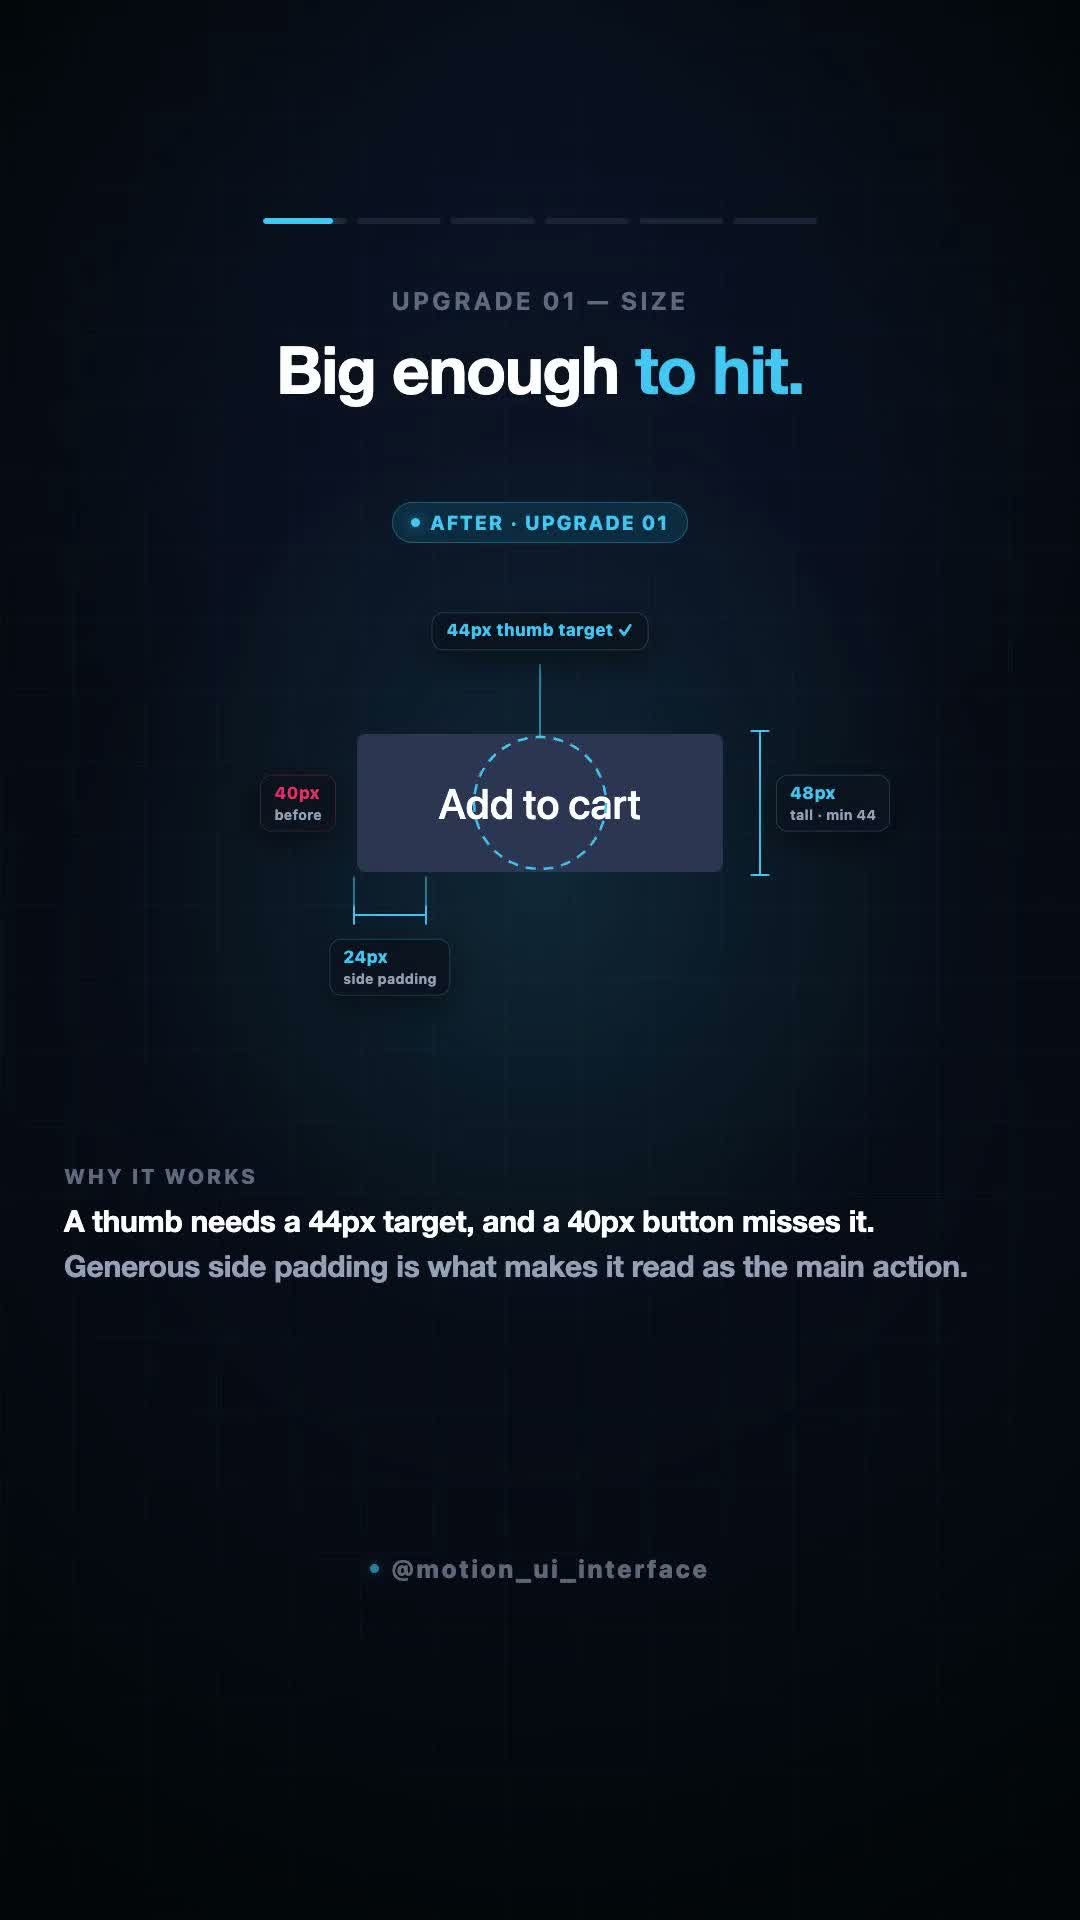 UPGRADE 01 — SIZE
Big enough to hit.
AFTER · UPGRADE 01
44px thumb target ✓
Add to cart
40px
before
48px
tall · min 44
24px
side padding
WHY IT WORKS
A thumb needs a 44px target, and a 40px button misses it.
Generous side padding is what makes it read as the main action.
@motion_ui_interface